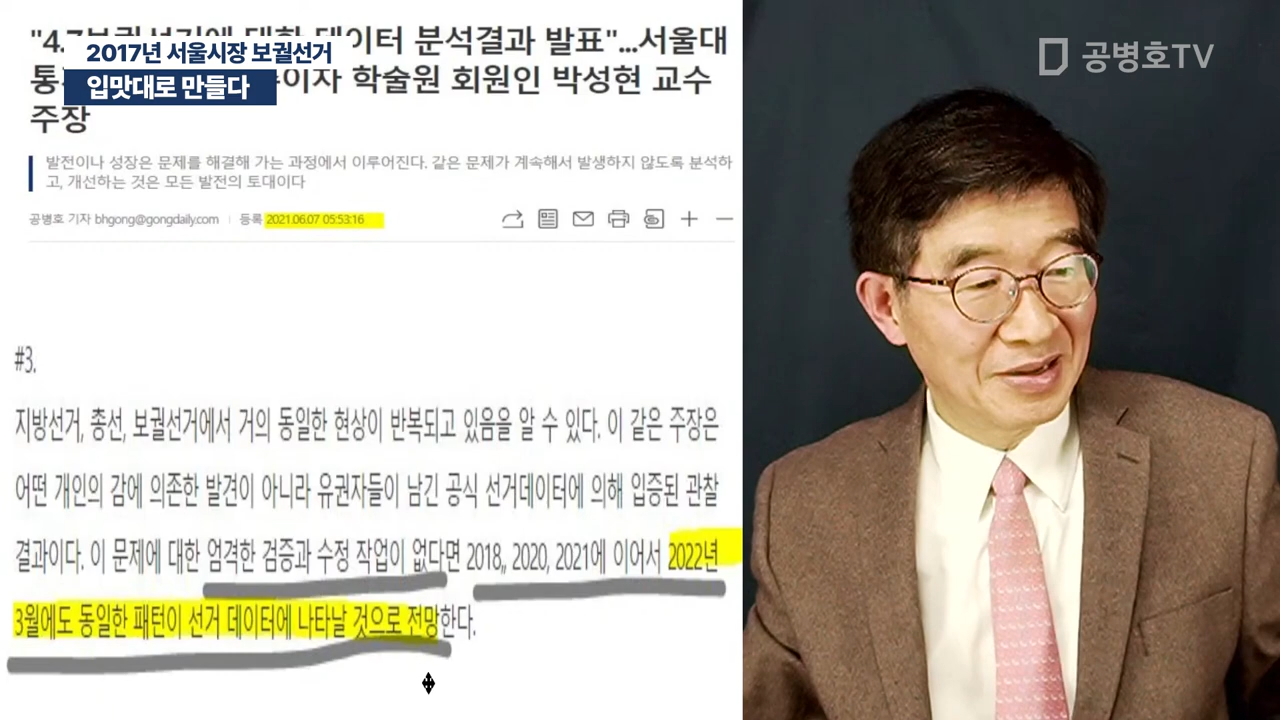 "4.7보궐선거에 대한 데이터 분석결과 발표"...서울대
2017년 서울시장 보궐선거
통 이자 학술원 회원인 박성현 교수
입맛대로 만들다
주장
공병호TV
발전이나 성장은 문제를 해결해 가는 과정에서 이루어진다. 같은 문제가 계속해서 발생하지 않도록 분석하
고, 개선하는 것은 모든 발전의 토대이다
공병호 기자 bhgong@gongdaily.com | 등록 2021.06.07 05:53:16
#3.
지방선거, 총선, 보궐선거에서 거의 동일한 현상이 반복되고 있음을 알 수 있다. 이 같은 주장은
어떤 개인의 감에 의존한 발견이 아니라 유권자들이 남긴 공식 선거데이터에 의해 입증된 관찰
결과이다. 이 문제에 대한 엄격한 검증과 수정 작업이 없다면 2018,, 2020, 2021에 이어서 2022년
3월에도 동일한 패턴이 선거 데이터에 나타날 것으로 전망한다.